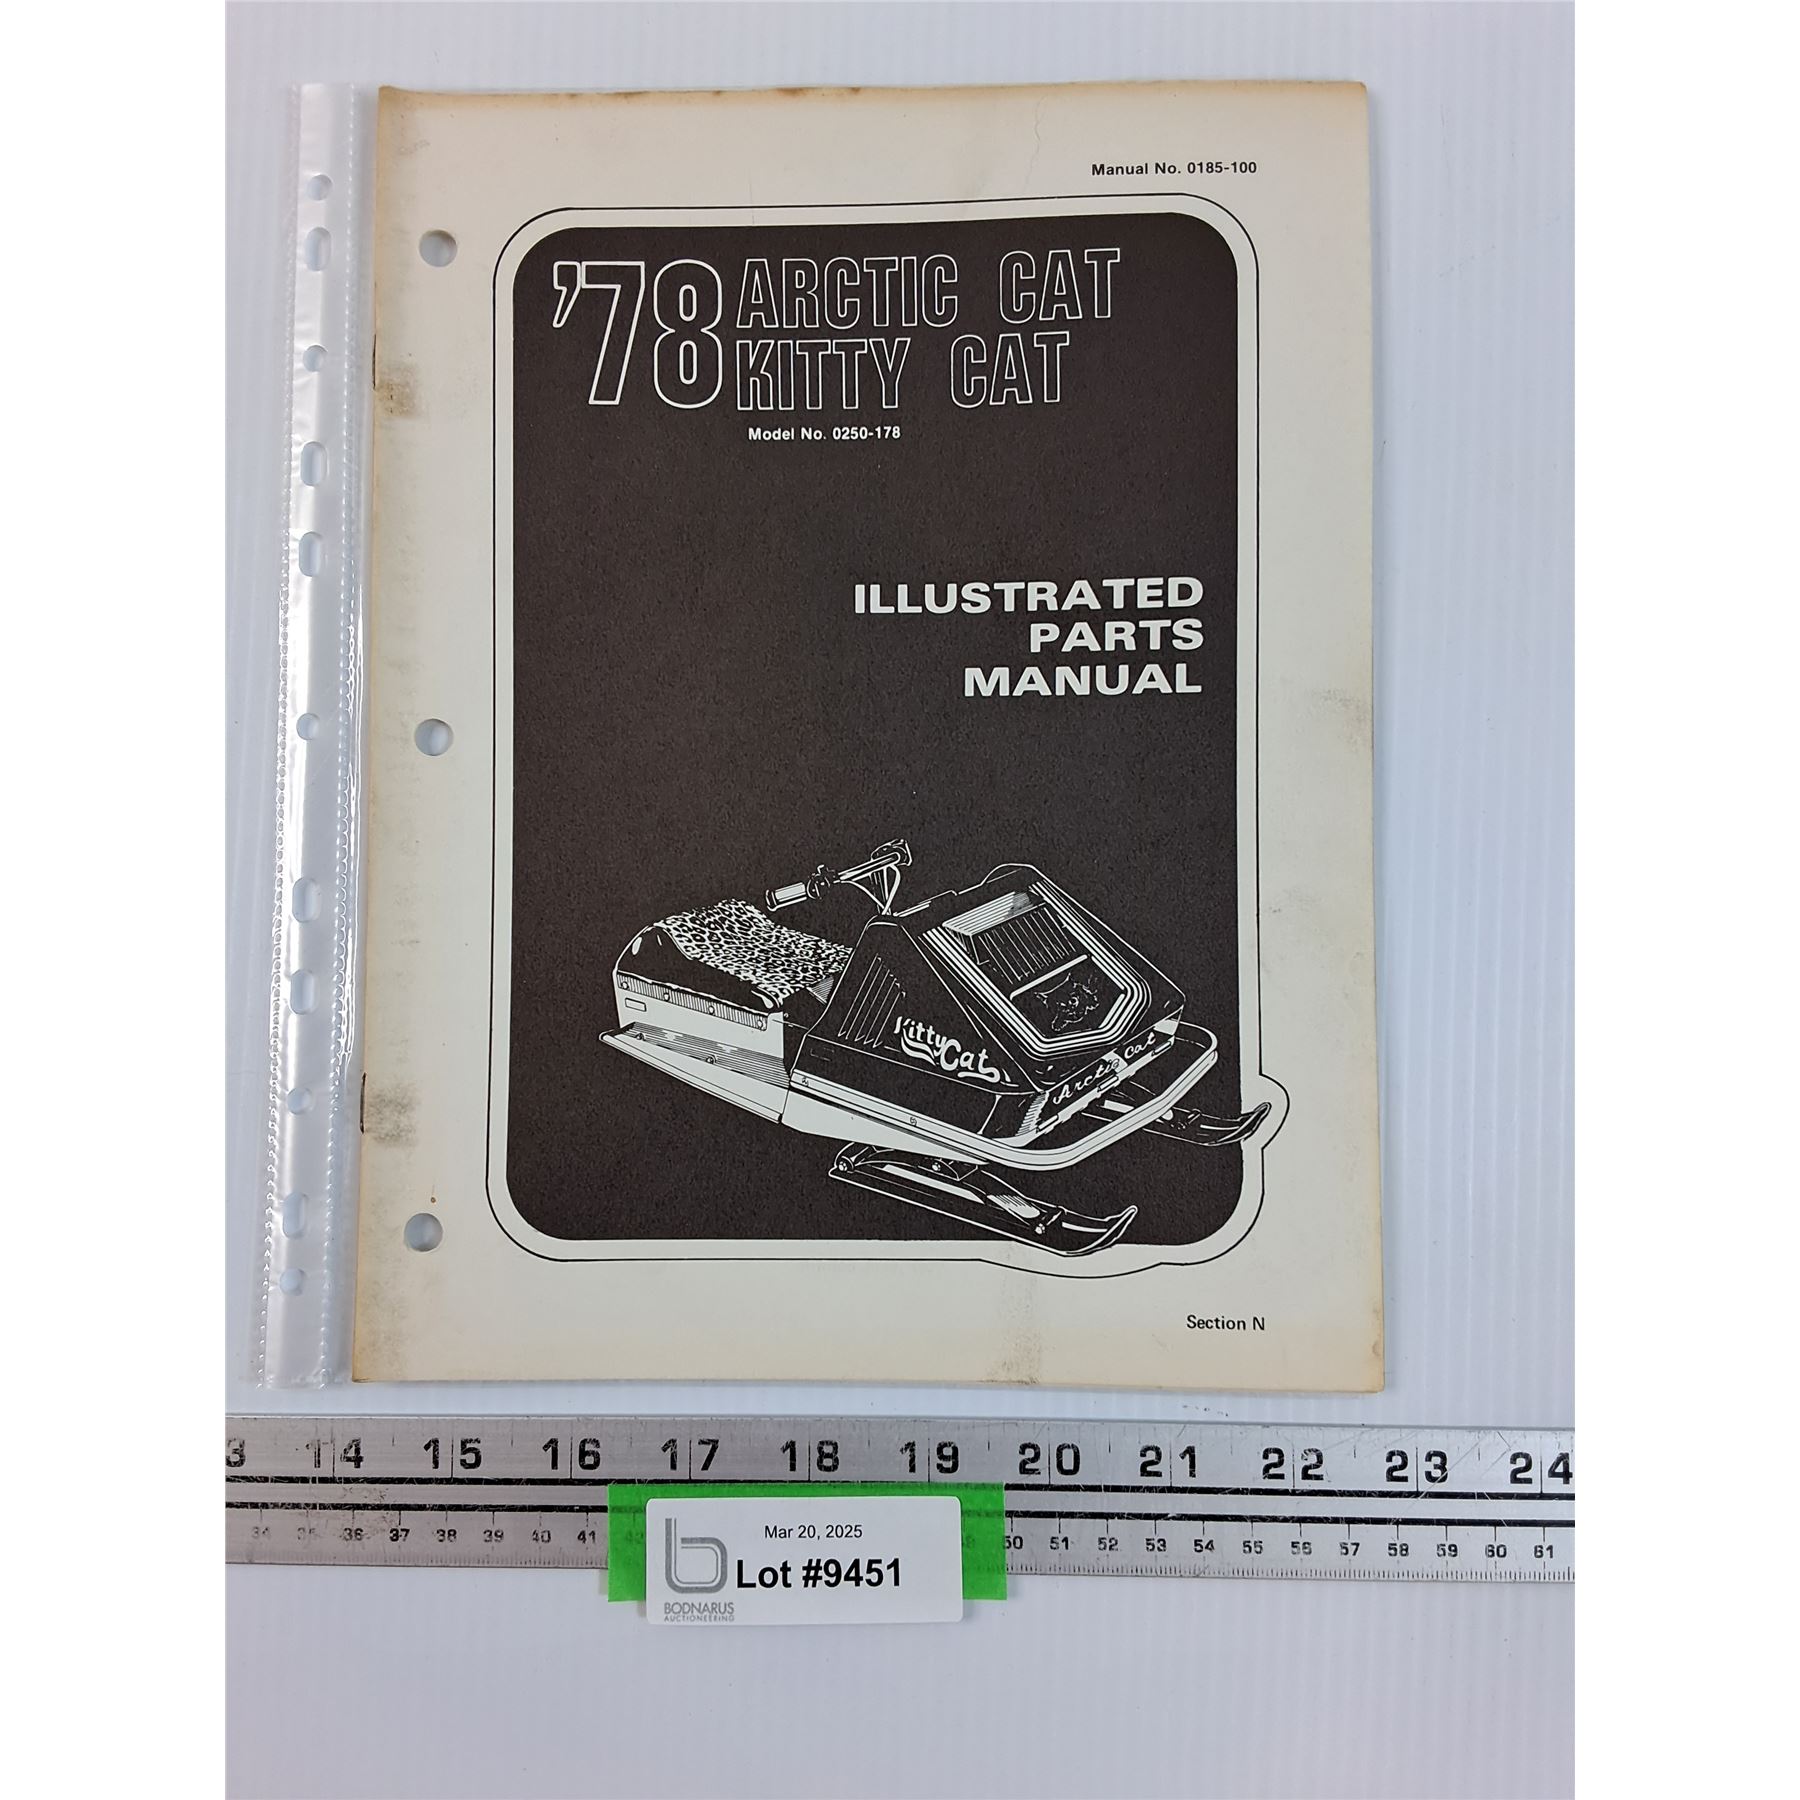 Manual No. 0185-100
'78 ARCTIC CAT
KITTY CAT
Model No. 0250-178
ILLUSTRATED
PARTS
MANUAL
Kitty Cat
Arctic Cat
Section N
3 14 15 16 17 18 19 20 21 22 23 24
34 35 36 37 38 39 40 41 50 51 52 53 54 55 56 57 58 59 60 61
Mar 20, 2025
Lot #9451
BODNARUS
AUCTIONEERING